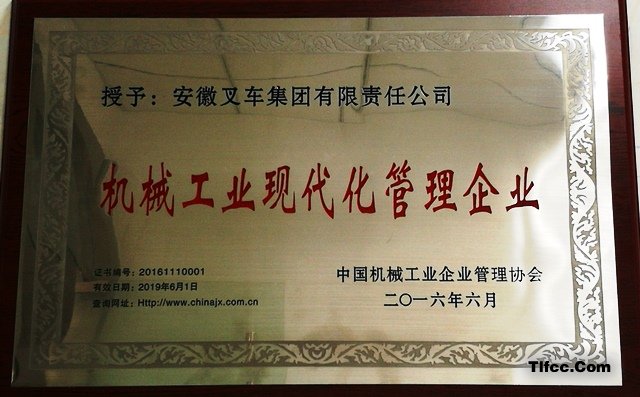 授予：安徽叉车集团有限责任公司
机械工业现代化管理企业
证书编号：20161110001
有效日期：2019年6月1日
查询网址：Http://www.chinajx.com.cn
中国机械工业企业管理协会
二〇一六年六月
Tlfcc.Com